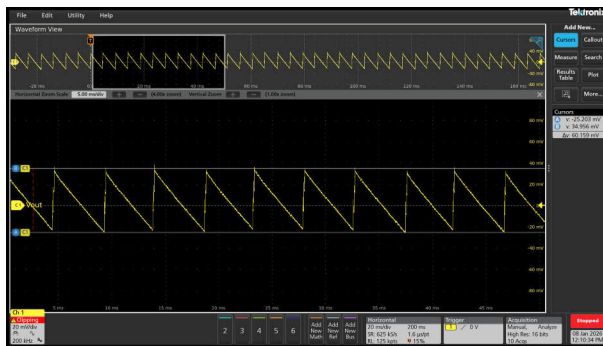 File Edit Utility Help
Tektronix
Waveform View
Add New...
Cursors Callout
Measure Search
Results Table Plot
More...
-20 ms 20 ms 40 ms 60 ms 80 ms 100 ms 120 ms 140 ms 160 ms
40 mV
-40 mV
-80 mV
Horizontal Zoom Scale 5.00 ms/div (4.00x zoom) Vertical Zoom (1.00x zoom)
Cursors
v: -25.203 mV
v: 34.956 mV
Δv: 60.159 mV
80 mV
60 mV
40 mV
20 mV
C1 Vout
-20 mV
-40 mV
-60 mV
5 ms 10 ms 15 ms 20 ms 25 ms 30 ms 35 ms 40 ms 45 ms
Ch 1
Clipping
20 mV/div
200 kHz
2 3 4 5 6
Add New Math
Add New Ref
Add New Bus
Horizontal
20 ms/div 200 ms
SR: 625 kS/s 1.6 µs/pt
RL: 125 kpts 15%
Trigger
1 0 V
Acquisition
Manual, Analyze
High Res: 16 bits
10 Acqs
Stopped
08 Jan 2026
12:10:34 PM